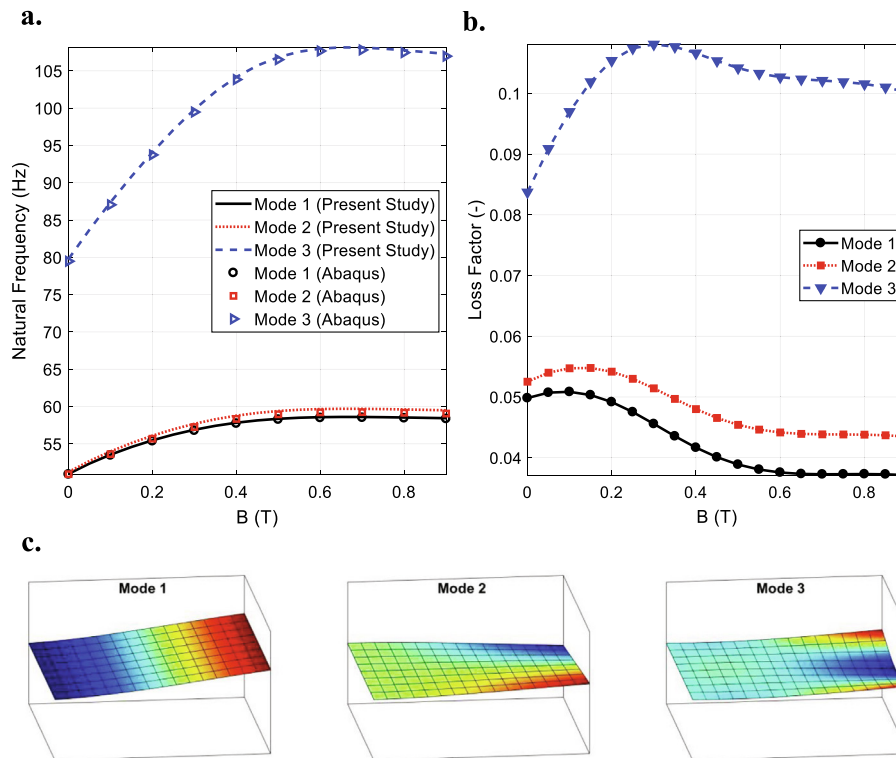 a.
Natural Frequency (Hz)
105
100
95
90
85
80
75
70
65
60
55
0
0.2
0.4
0.6
0.8
B (T)
Mode 1 (Present Study)
Mode 2 (Present Study)
Mode 3 (Present Study)
Mode 1 (Abaqus)
Mode 2 (Abaqus)
Mode 3 (Abaqus)
b.
Loss Factor (-)
0.1
0.09
0.08
0.07
0.06
0.05
0.04
0
0.2
0.4
0.6
0.8
B (T)
Mode 1
Mode 2
Mode 3
c.
Mode 1
Mode 2
Mode 3